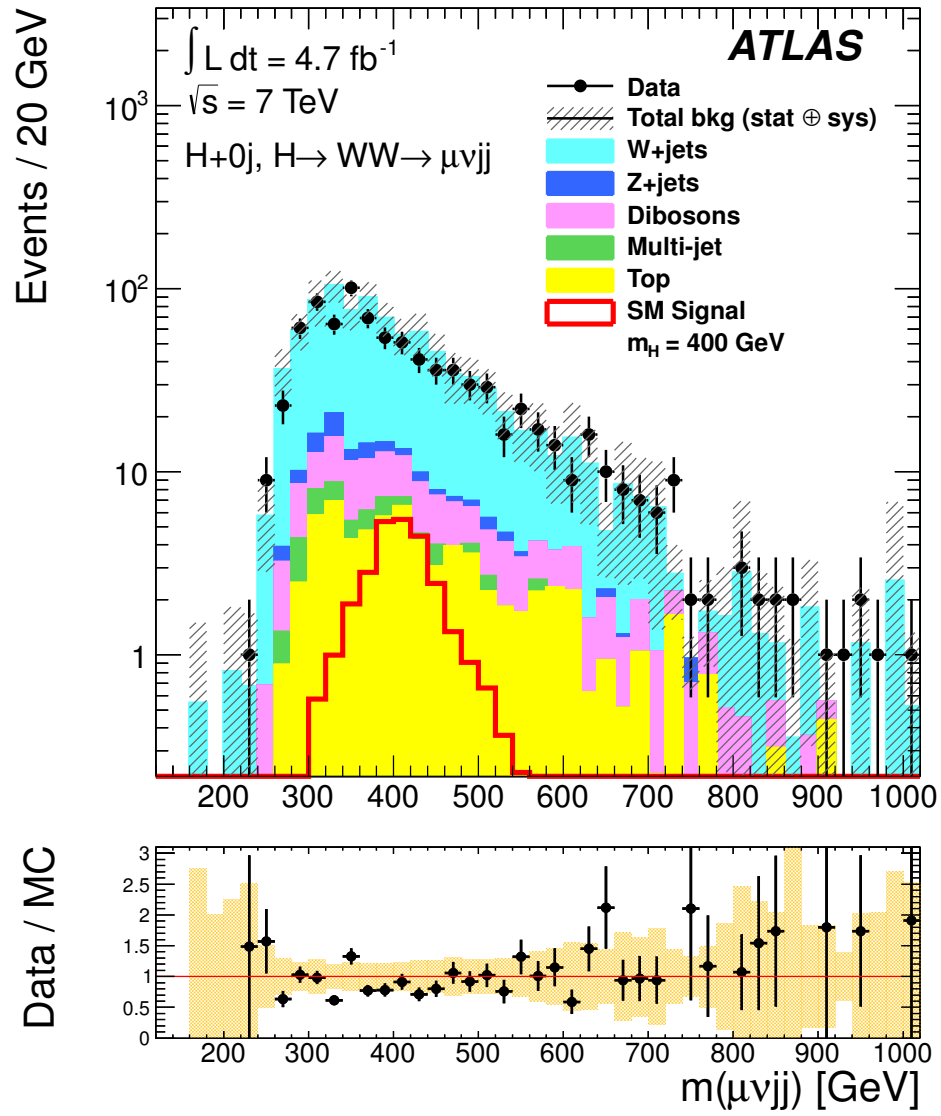 ATLAS
∫ L dt = 4.7 fb⁻¹
√s = 7 TeV
H+0j, H→ WW→ μνjj
Data
Total bkg (stat ⊕ sys)
W+jets
Z+jets
Dibosons
Multi-jet
Top
SM Signal
m_H = 400 GeV
Events / 20 GeV
10³
10²
10
1
200 300 400 500 600 700 800 900 1000
Data / MC
3
2.5
2
1.5
1
0.5
0
200 300 400 500 600 700 800 900 1000
m(μνjj) [GeV]